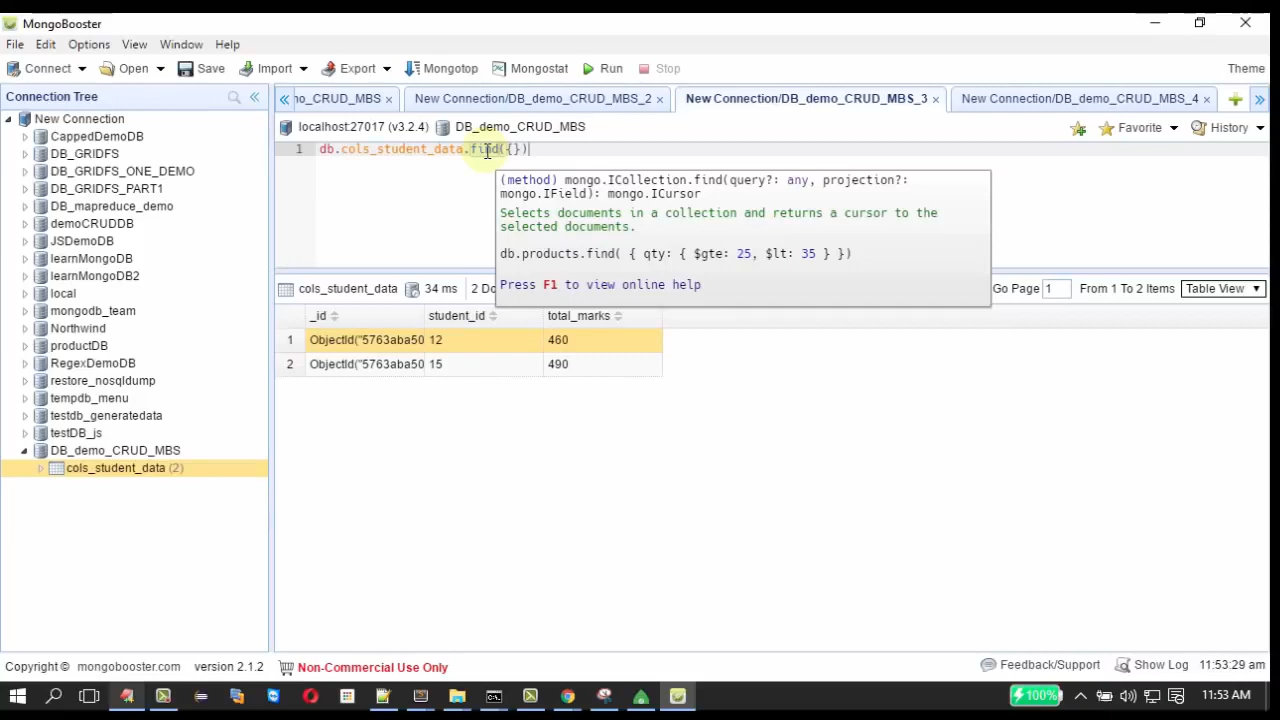 MongoBooster
File Edit Options View Window Help
Connect Open Save Import Export Mongotop Mongostat Run Stop Theme
Connection Tree
no_CRUD_MBS New Connection/DB_demo_CRUD_MBS_2 New Connection/DB_demo_CRUD_MBS_3 New Connection/DB_demo_CRUD_MBS_4
localhost:27017 (v3.2.4) DB_demo_CRUD_MBS Favorite History
New Connection
CappedDemoDB
DB_GRIDFS
DB_GRIDFS_ONE_DEMO
DB_GRIDFS_PART1
DB_mapreduce_demo
demoCRUDDB
JSDemoDB
learnMongoDB
learnMongoDB2
local
mongodb_team
Northwind
productDB
RegexDemoDB
restore_nosqldump
tempdb_menu
testdb_generatedata
testDB_js
DB_demo_CRUD_MBS
cols_student_data (2)
1 db.cols_student_data.find({})
(method) mongo.ICollection.find(query?: any, projection?:
mongo.IField): mongo.ICursor
Selects documents in a collection and returns a cursor to the
selected documents.
db.products.find( { qty: { $gte: 25, $lt: 35 } })
Press F1 to view online help
cols_student_data 34 ms 2 Do Go Page 1 From 1 To 2 Items Table View
_id student_id total_marks
1 ObjectId("5763aba50 12 460
2 ObjectId("5763aba50 15 490
Copyright © mongobooster.com version 2.1.2 Non-Commercial Use Only Feedback/Support Show Log 11:53:29 am
100% 11:53 AM